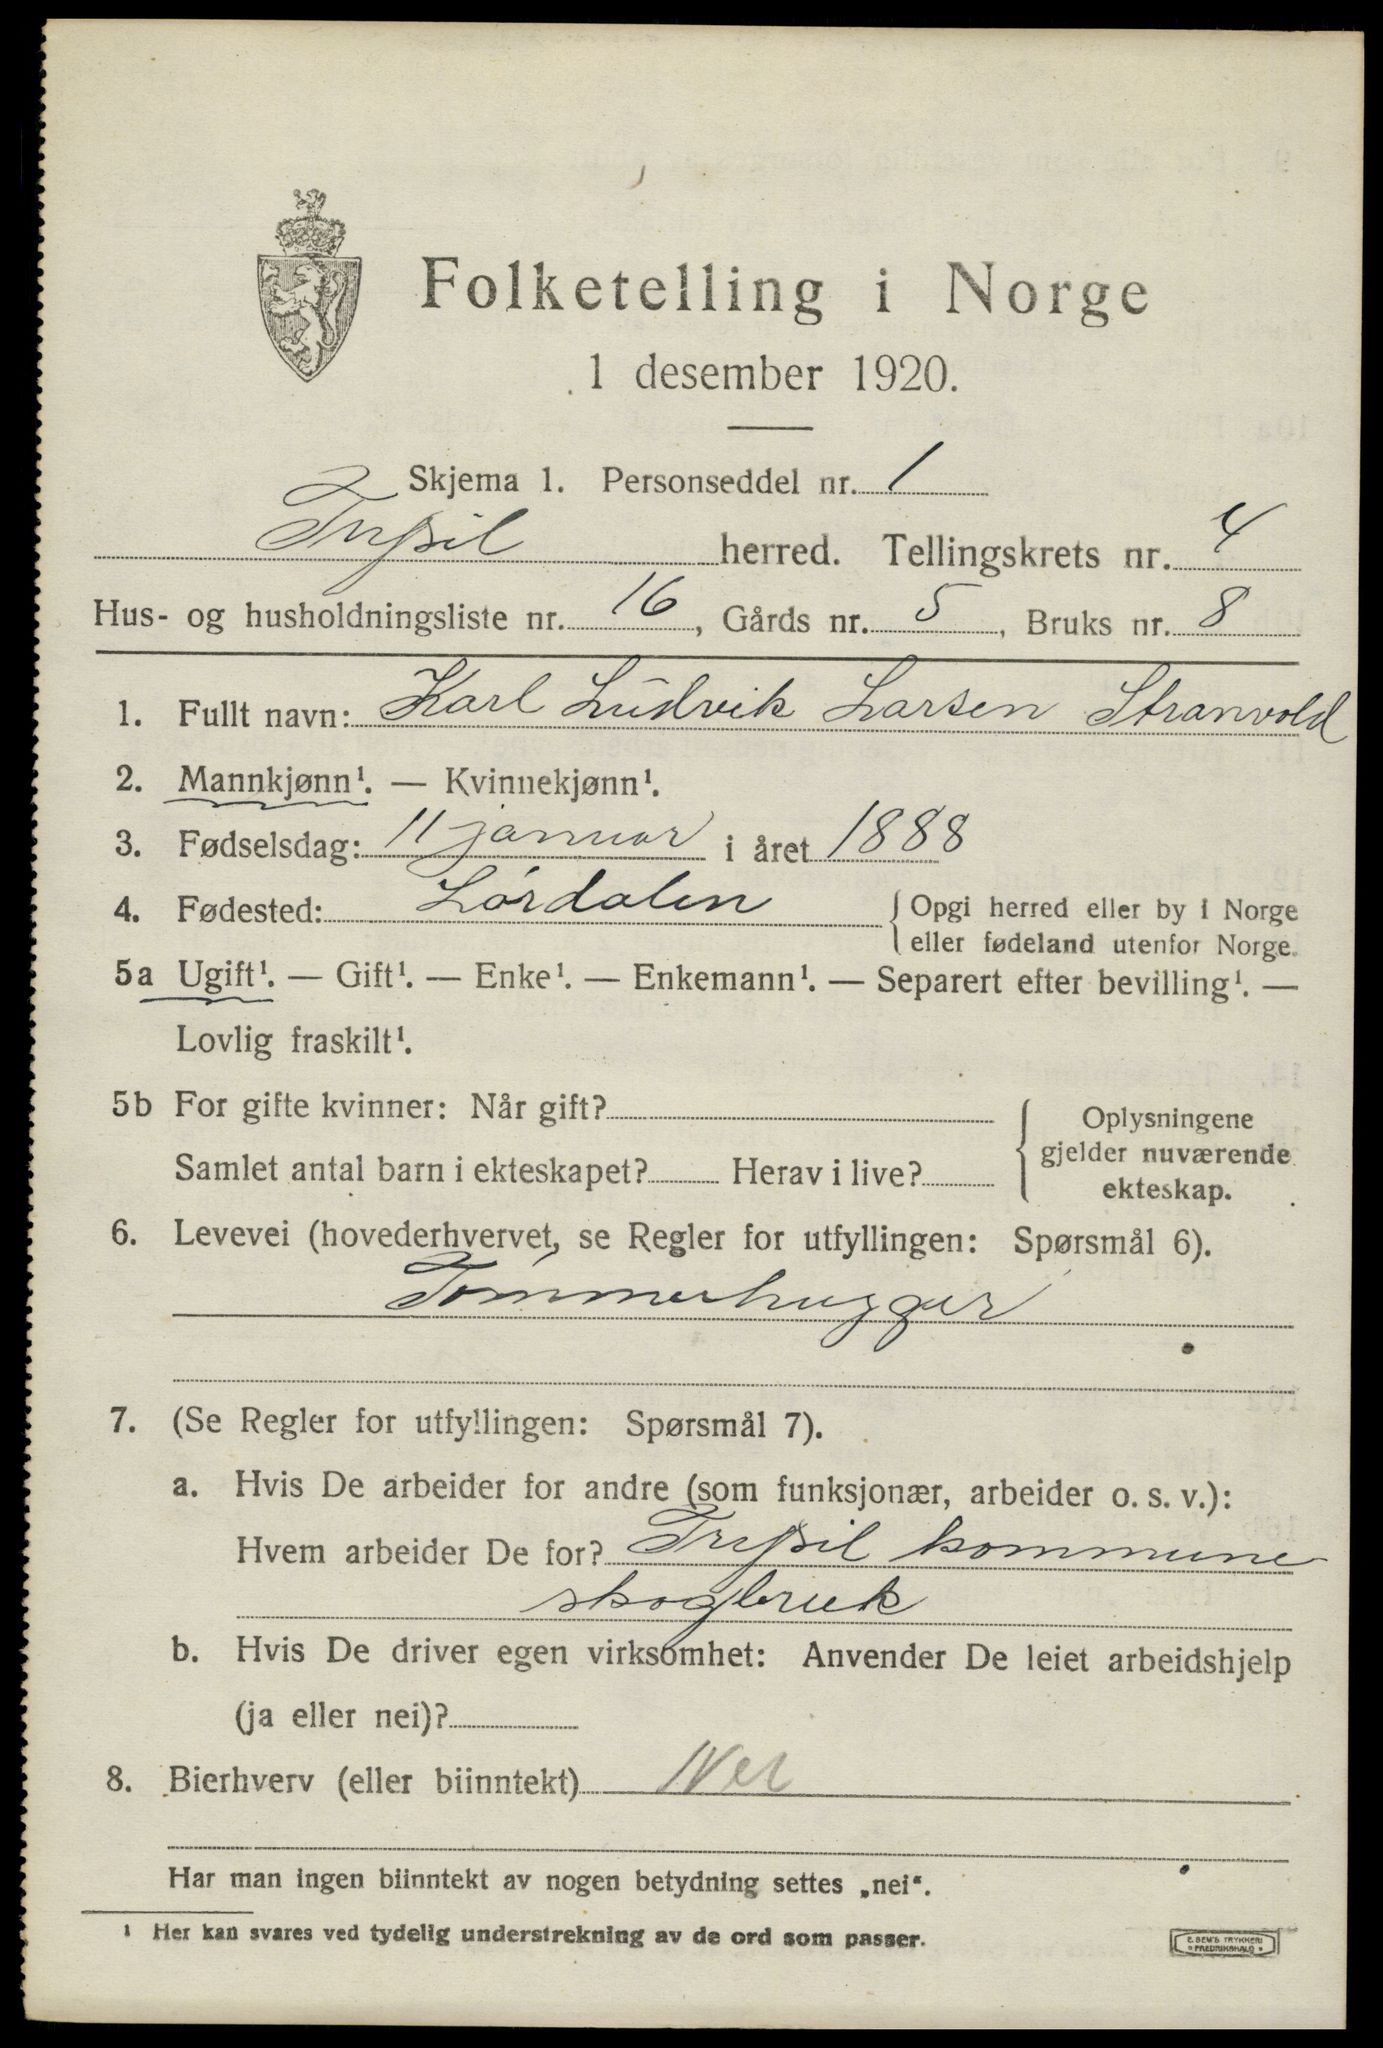 Folketelling i Norge
1 desember 1920.
Skjema 1. Personseddel nr. 1
Trysil herred. Tellingskrets nr. 4
Hus- og husholdningsliste nr. 16, Gårds nr. 5, Bruks nr. 8
1. Fullt navn: Karl Ludvik Larsen Stranvold
2. Mannkjønn¹. — Kvinnekjønn¹.
3. Fødselsdag: 11 januar i året 1888
4. Fødested: Lørdalen { Opgi herred eller by i Norge
eller fødeland utenfor Norge.
5a Ugift¹. — Gift¹. — Enke¹. — Enkemann¹. — Separert efter bevilling¹. —
Lovlig fraskilt¹.
5b For gifte kvinner: Når gift?
Samlet antal barn i ekteskapet? Herav i live?
{ Oplysningene
gjelder nuværende
ekteskap.
6. Levevei (hovederhvervet, se Regler for utfyllingen: Spørsmål 6).
Tømmerhugger
7. (Se Regler for utfyllingen: Spørsmål 7).
a. Hvis De arbeider for andre (som funksjonær, arbeider o. s. v.):
Hvem arbeider De for? Trysil kommune
skogbruk
b. Hvis De driver egen virksomhet: Anvender De leiet arbeidshjelp
(ja eller nei)?
8. Bierhverv (eller biinntekt) Nei
Har man ingen biinntekt av nogen betydning settes „nei“.
¹ Her kan svares ved tydelig understrekning av de ord som passer.
E. SEM'S TRYKKERI
FREDRIKSHALD